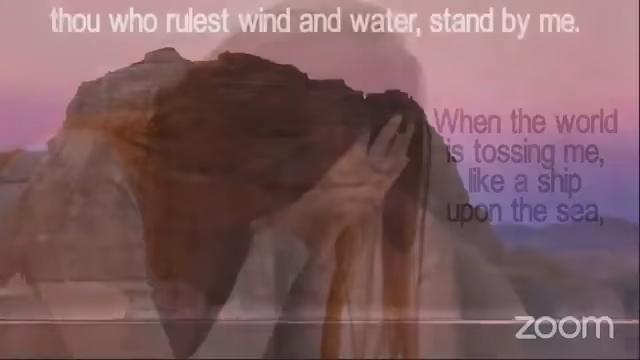 thou who rulest wind and water, stand by me.
When the world
is tossing me,
like a ship
upon the sea,
zoom